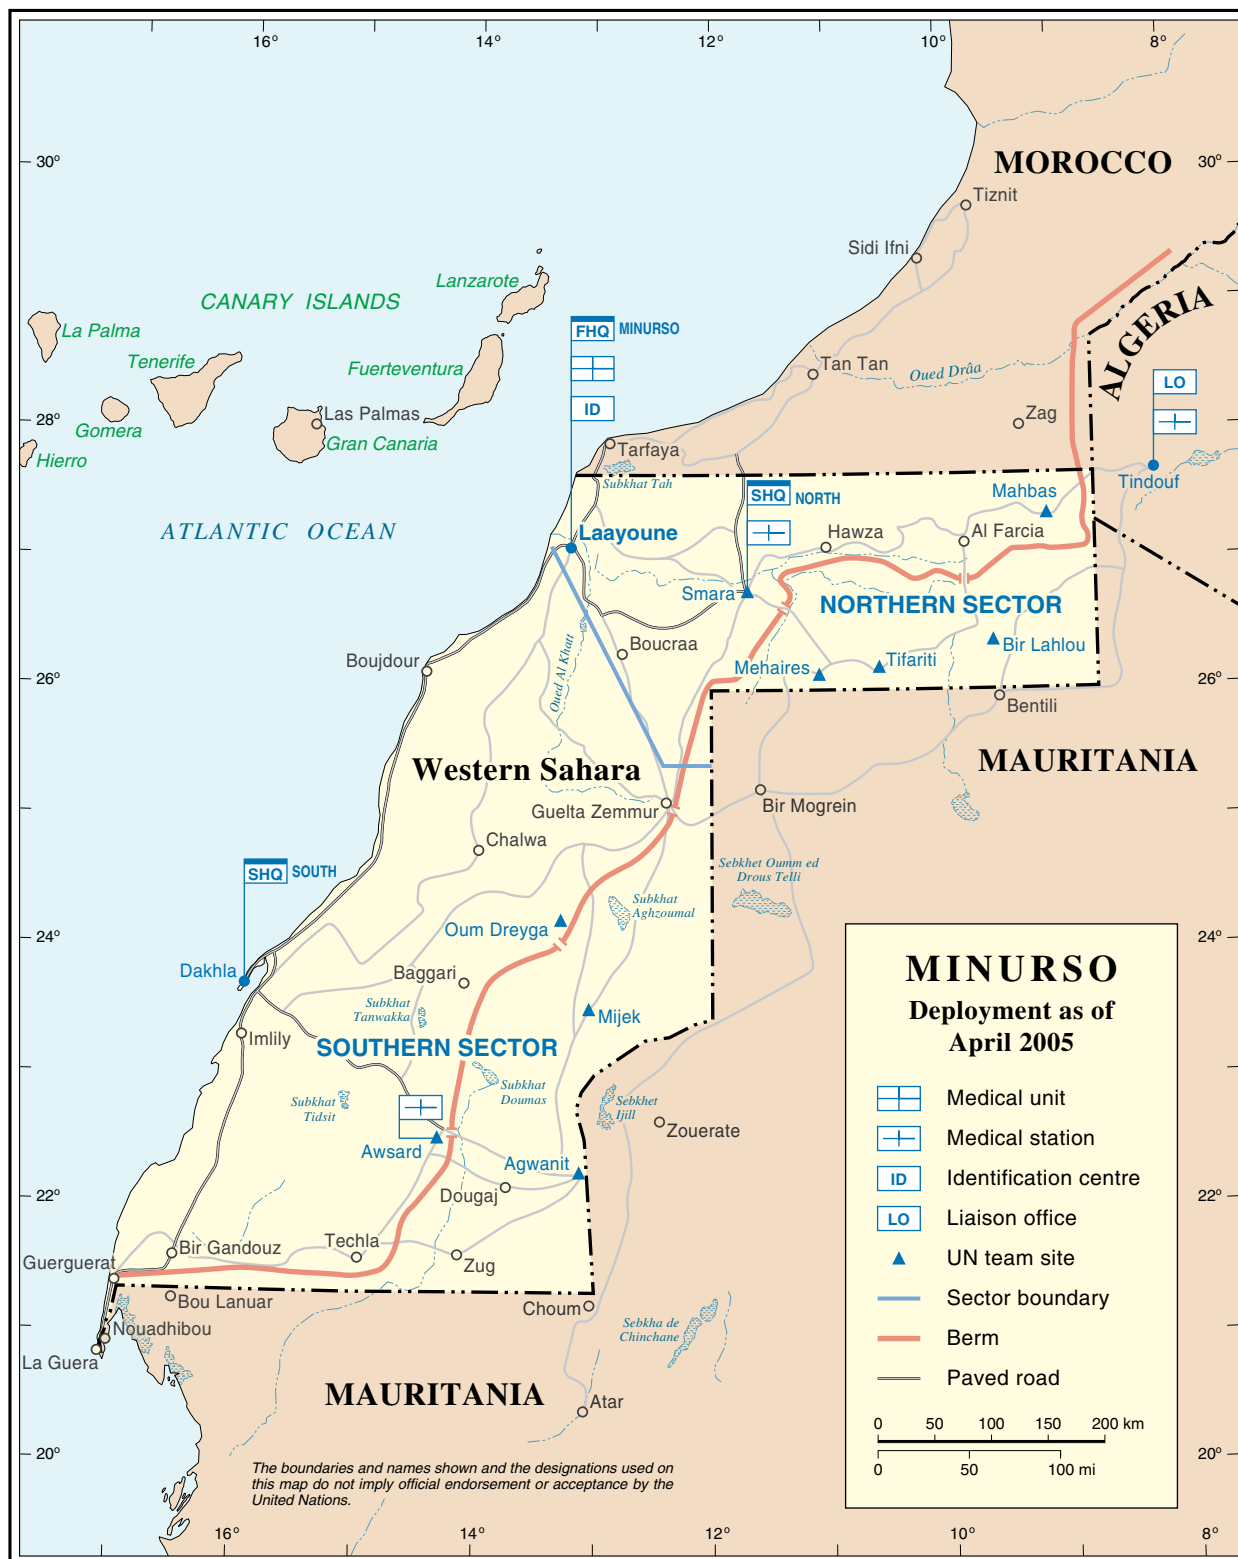 16°
14°
12°
10°
8°
30°
MOROCCO
30°
Tiznit
Sidi Ifni
Lanzarote
CANARY ISLANDS
ALGERIA
La Palma
FHQ MINURSO
Tenerife
Fuerteventura
Tan Tan
Oued Drâa
LO
28°
Las Palmas
ID
Zag
28°
Gomera
Gran Canaria
Hierro
Tarfaya
Subkhat Tah
Tindouf
SHQ NORTH
Mahbas
ATLANTIC OCEAN
Laayoune
Hawza
Al Farcia
Smara
NORTHERN SECTOR
Boucraa
Bir Lahlou
Boujdour
Oued Al Khatt
Mehaires
Tifariti
26°
26°
Bentili
Western Sahara
MAURITANIA
Guelta Zemmur
Bir Mogrein
Chalwa
SHQ SOUTH
Sebkhet Oumm ed
Drous Telli
Subkhat
Aghzoumal
Oum Dreyga
24°
24°
Dakhla
Baggari
Subkhat
Tanwakka
Mijek
Imlily
SOUTHERN SECTOR
Subkhat
Doumas
Subkhat
Tidsit
Sebkhet
Ijill
Zouerate
Awsard
Agwanit
Dougaj
22°
22°
Techla
Bir Gandouz
Zug
Guerguerat
Bou Lanuar
Choum
Nouadhibou
Sebkha de
Chinchane
La Guera
MAURITANIA
Atar
20°
20°
The boundaries and names shown and the designations used on
this map do not imply official endorsement or acceptance by the
United Nations.
MINURSO
Deployment as of
April 2005
Medical unit
Medical station
ID Identification centre
LO Liaison office
UN team site
Sector boundary
Berm
Paved road
0 50 100 150 200 km
0 50 100 mi
16°
14°
12°
10°
8°